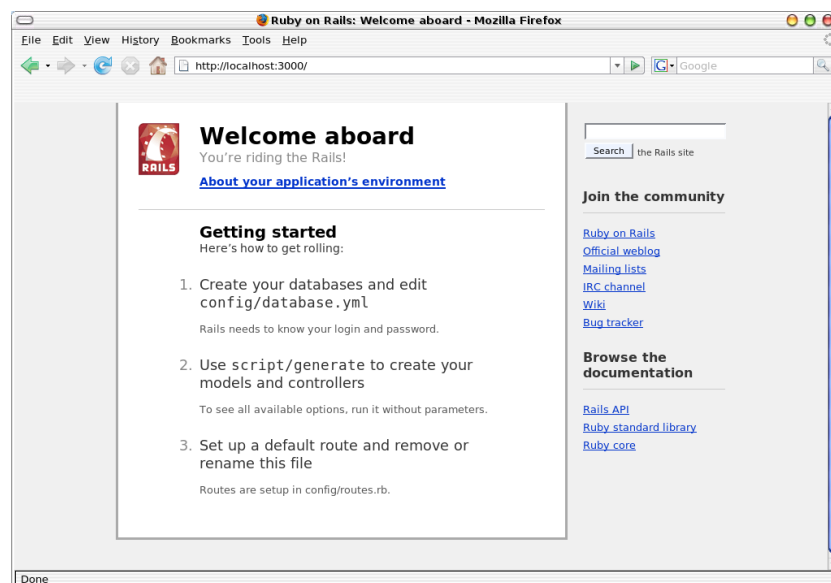 Ruby on Rails: Welcome aboard - Mozilla Firefox
File Edit View History Bookmarks Tools Help
http://localhost:3000/
G Google
RAILS
Welcome aboard
You're riding the Rails!
About your application's environment
Getting started
Here's how to get rolling:
1. Create your databases and edit
config/database.yml
Rails needs to know your login and password.
2. Use script/generate to create your
models and controllers
To see all available options, run it without parameters.
3. Set up a default route and remove or
rename this file
Routes are setup in config/routes.rb.
Search the Rails site
Join the community
Ruby on Rails
Official weblog
Mailing lists
IRC channel
Wiki
Bug tracker
Browse the
documentation
Rails API
Ruby standard library
Ruby core
Done